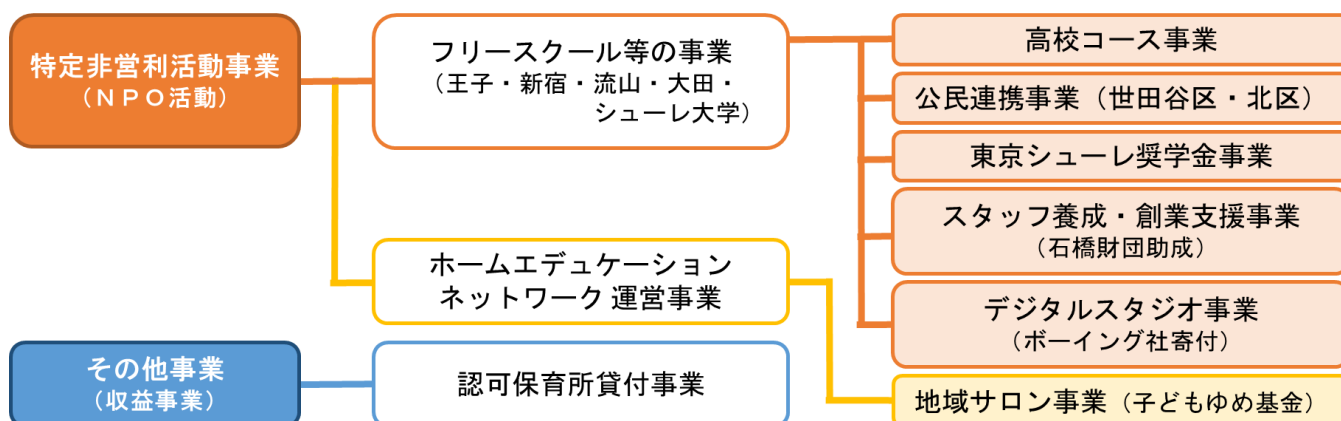 特定非営利活動事業
（ＮＰＯ活動）
フリースクール等の事業
（王子・新宿・流山・大田・
シューレ大学）
高校コース事業
公民連携事業（世田谷区・北区）
東京シューレ奨学金事業
スタッフ養成・創業支援事業
（石橋財団助成）
デジタルスタジオ事業
（ボーイング社寄付）
ホームエデュケーション
ネットワーク 運営事業
地域サロン事業（子どもゆめ基金）
その他事業
（収益事業）
認可保育所貸付事業